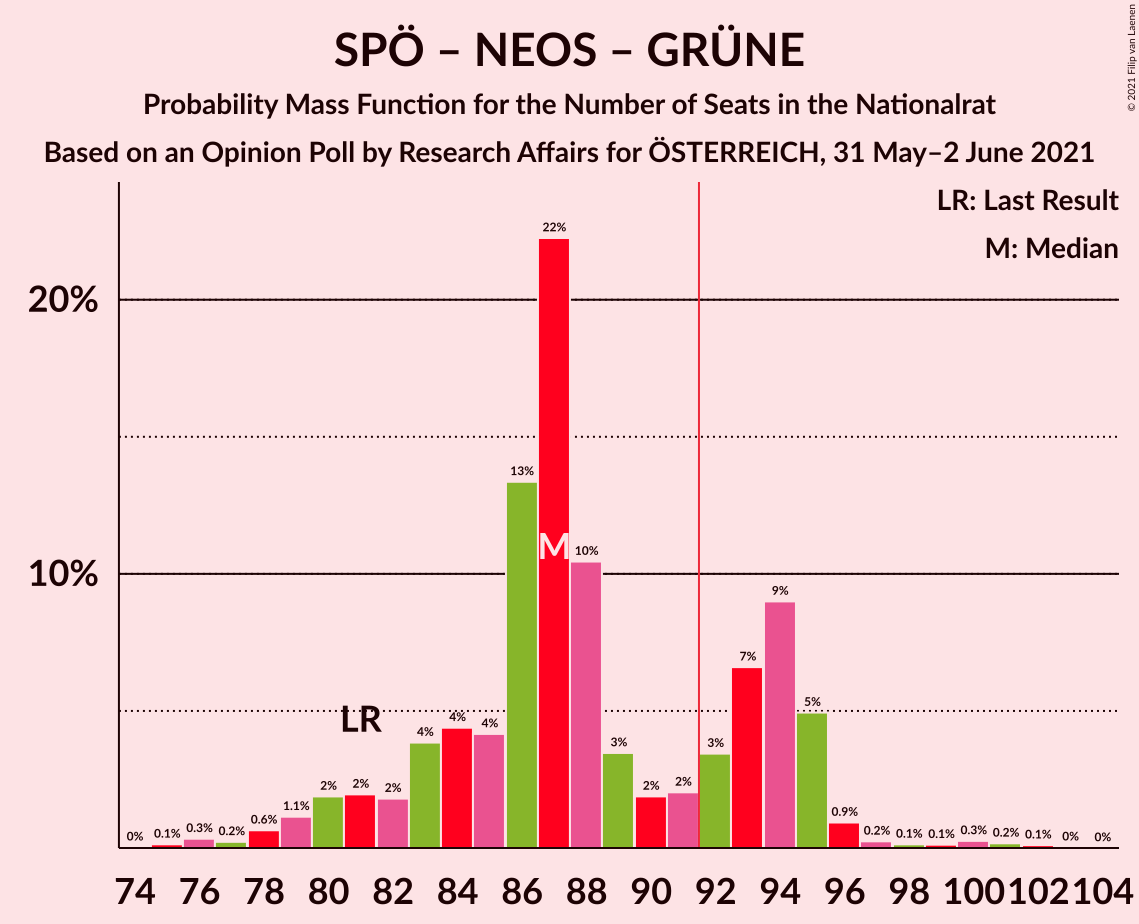 SPÖ – NEOS – GRÜNE
Probability Mass Function for the Number of Seats in the Nationalrat
Based on an Opinion Poll by Research Affairs for ÖSTERREICH, 31 May–2 June 2021
© 2021 Filip van Laenen
LR: Last Result
M: Median
20%
10%
LR
M
0% 0.1% 0.3% 0.2% 0.6% 1.1% 2% 2% 2% 4% 4% 4% 13% 22% 10% 3% 2% 2% 3% 7% 9% 5% 0.9% 0.2% 0.1% 0.1% 0.3% 0.2% 0.1% 0% 0%
74 76 78 80 82 84 86 88 90 92 94 96 98 100 102 104